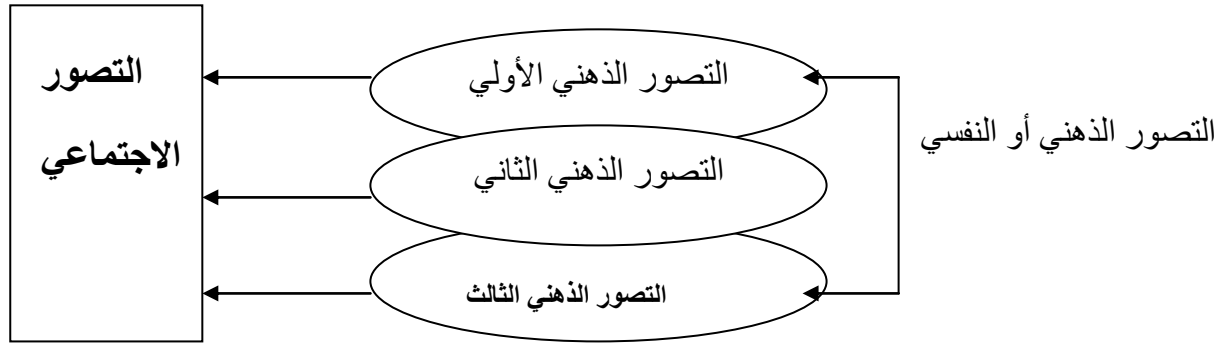 التصور الذهني أو النفسي
التصور الذهني الأولي
التصور الذهني الثاني
التصور الذهني الثالث
التصور
الاجتماعي